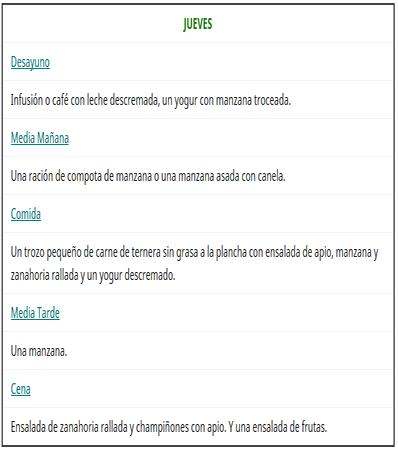 JUEVES
Desayuno
Infusión o café con leche descremada, un yogur con manzana troceada.
Media Mañana
Una ración de compota de manzana o una manzana asada con canela.
Comida
Un trozo pequeño de carne de ternera sin grasa a la plancha con ensalada de apio, manzana y
zanahoria rallada y un yogur descremado.
Media Tarde
Una manzana.
Cena
Ensalada de zanahoria rallada y champiñones con apio. Y una ensalada de frutas.